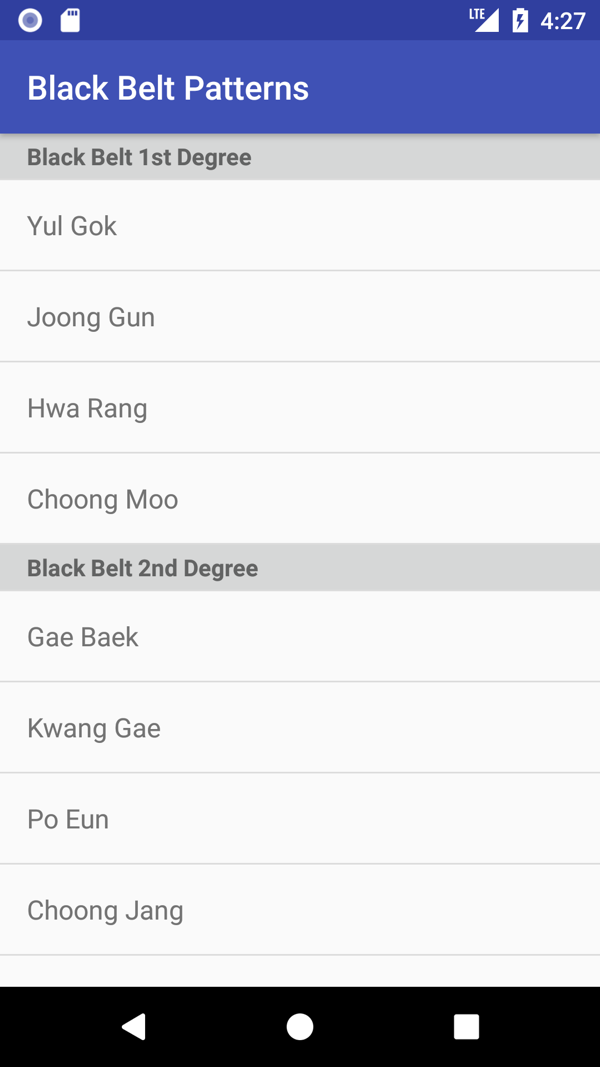 LTE 4:27
Black Belt Patterns
Black Belt 1st Degree
Yul Gok
Joong Gun
Hwa Rang
Choong Moo
Black Belt 2nd Degree
Gae Baek
Kwang Gae
Po Eun
Choong Jang